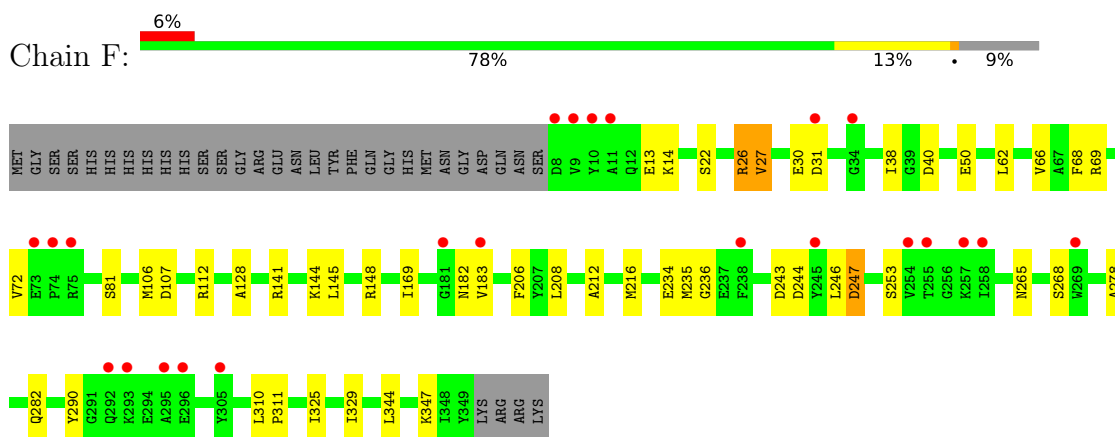 6%
Chain F:
78% 13% • 9%
MET GLY SER SER HIS HIS HIS HIS HIS HIS SER SER GLY ARG GLU ASN LEU TYR PHE GLN GLY HIS MET ASN GLY ASP GLN ASN SER D8 V9 Y10 A11 Q12 E13 K14 S22 R26 V27 E30 D31 G34 I38 G39 D40 E50 L62 V66 A67 F68 R69
V72 E73 P74 R75 S81 M106 D107 R112 A128 R141 K144 L145 R148 I169 G181 N182 V183 F206 Y207 L208 A212 M216 E234 M235 G236 E237 F238 D243 D244 Y245 L246 D247 S253 V254 T255 G256 K257 I258 N265 S268 W269 A278
Q282 Y290 G291 Q292 K293 E294 A295 E296 Y305 L310 P311 I325 I329 L344 K347 I348 Y349 LYS ARG ARG LYS